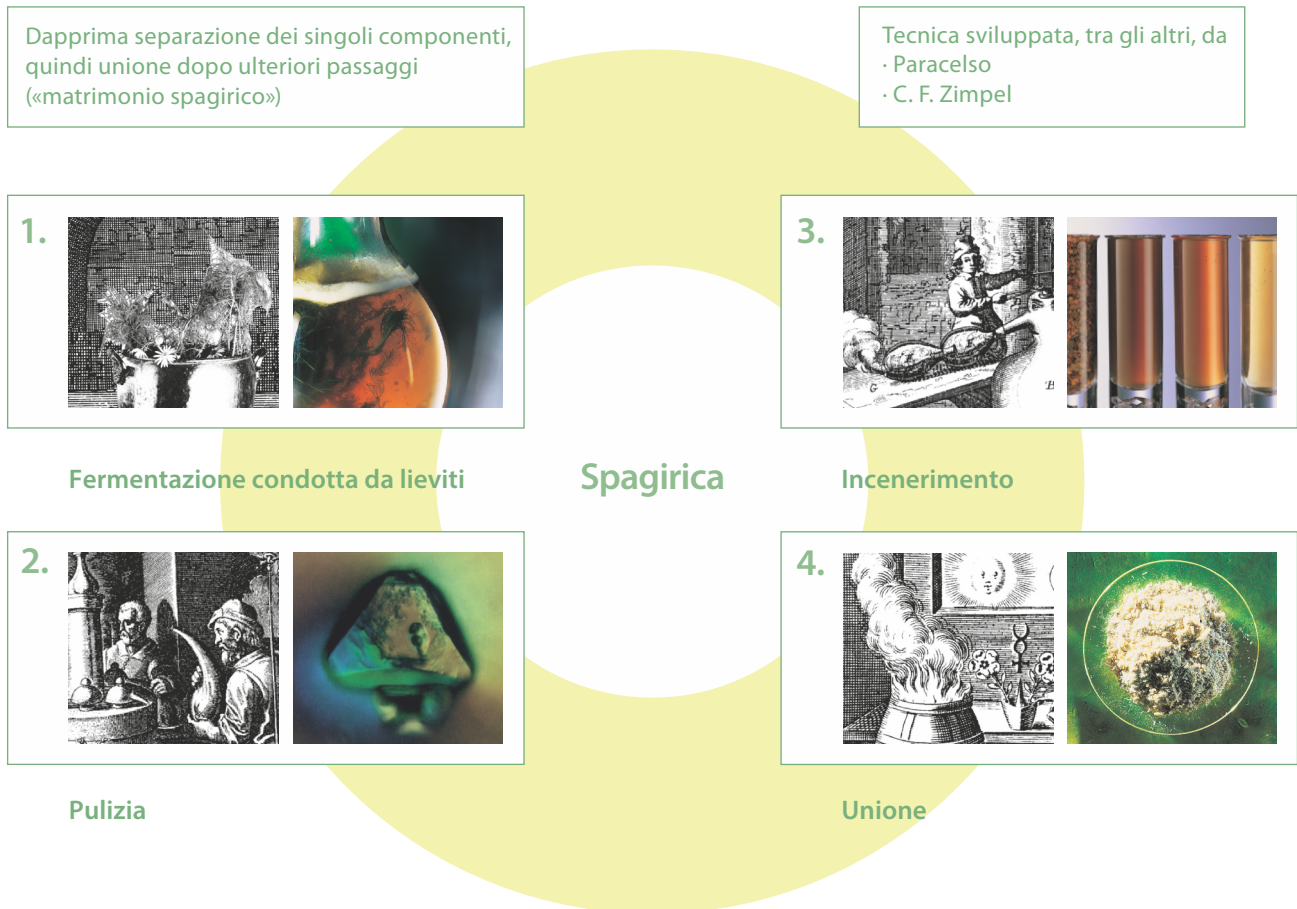 Dapprima separazione dei singoli componenti,
quindi unione dopo ulteriori passaggi
(«matrimonio spagirico»)
Tecnica sviluppata, tra gli altri, da
· Paracelso
· C. F. Zimpel
1.
Fermentazione condotta da lieviti
2.
Pulizia
Spagirica
3.
G
B
Incenerimento
4.
Unione